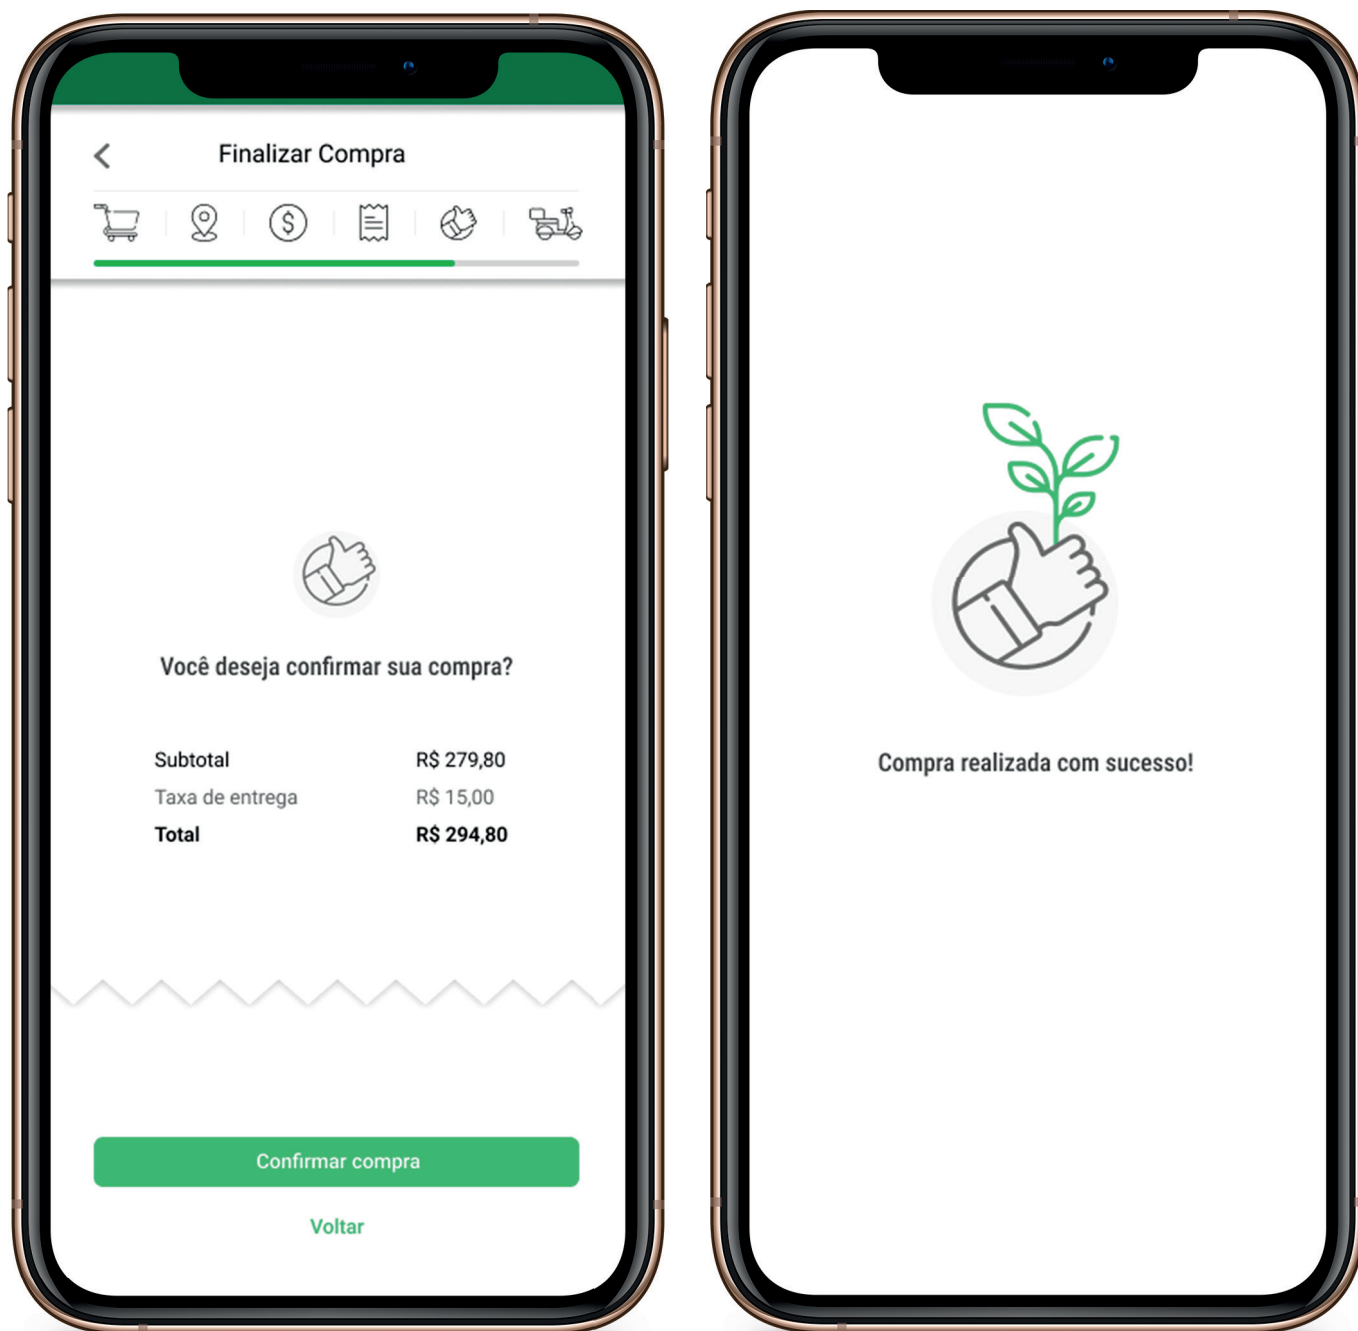 Finalizar Compra
$
Você deseja confirmar sua compra?
Subtotal R$ 279,80
Taxa de entrega R$ 15,00
Total R$ 294,80
Confirmar compra
Voltar
Compra realizada com sucesso!